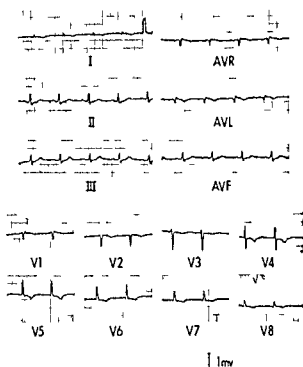 I AVR
II AVL
III AVF
V1 V2 V3 V4
V5 V6 V7 V8
1mv